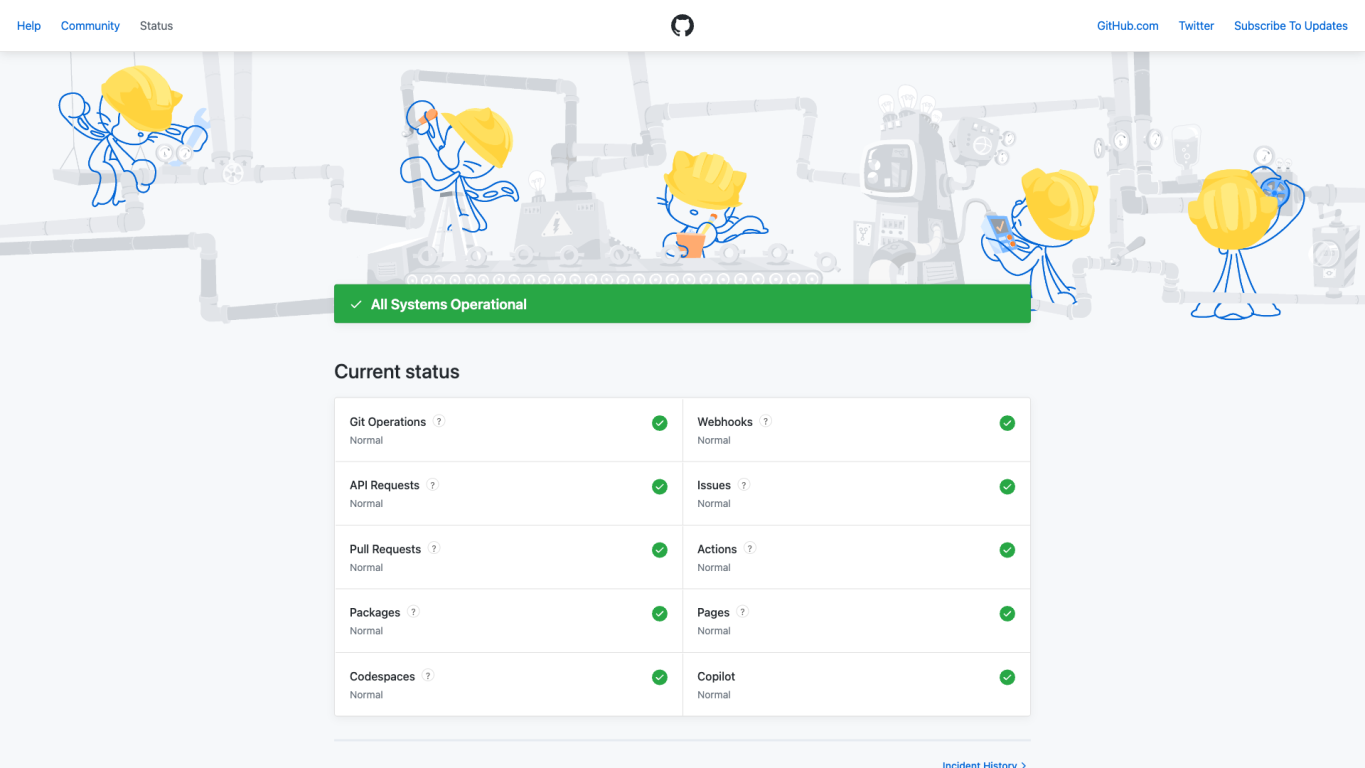 Help Community Status GitHub.com Twitter Subscribe To Updates
All Systems Operational
Current status
Git Operations ?
Normal
Webhooks ?
Normal
API Requests ?
Normal
Issues ?
Normal
Pull Requests ?
Normal
Actions ?
Normal
Packages ?
Normal
Pages ?
Normal
Codespaces ?
Normal
Copilot
Normal
Incident History